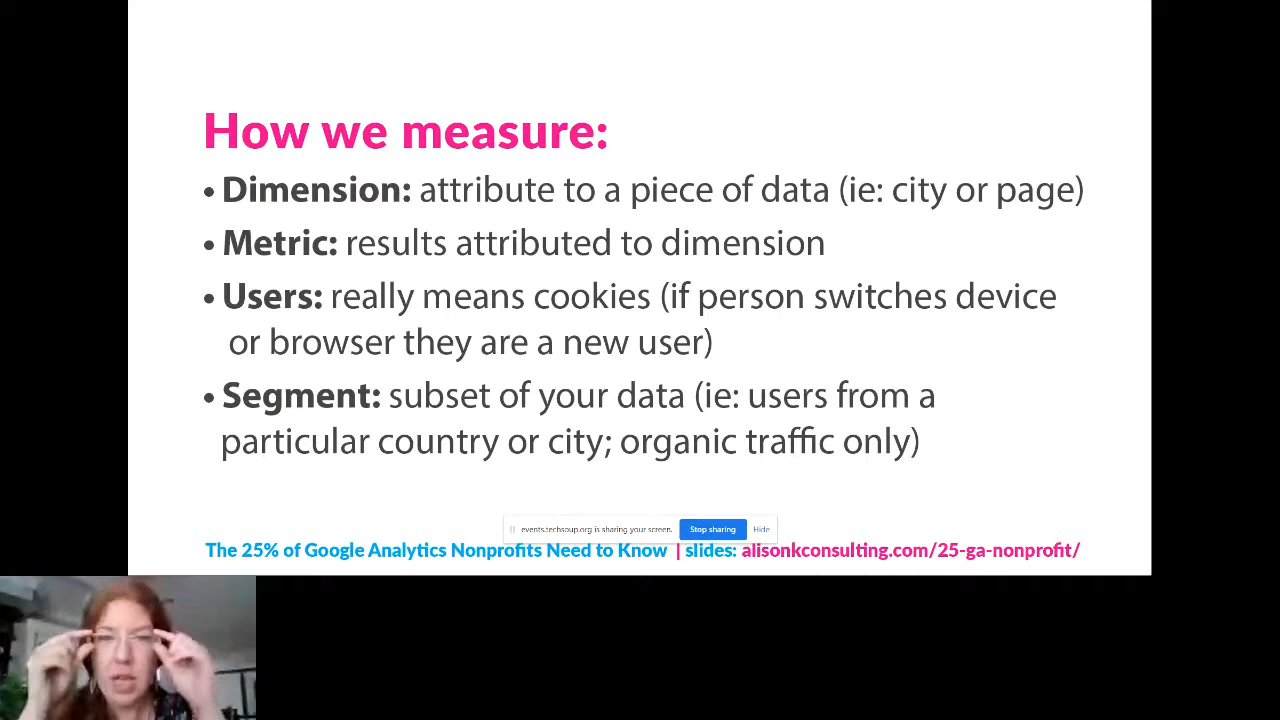 How we measure:
• Dimension: attribute to a piece of data (ie: city or page)
• Metric: results attributed to dimension
• Users: really means cookies (if person switches device
or browser they are a new user)
• Segment: subset of your data (ie: users from a
particular country or city; organic traffic only)
events.techsoup.org is sharing your screen. Stop sharing Hide
The 25% of Google Analytics Nonprofits Need to Know | slides: alisonkconsulting.com/25-ga-nonprofit/